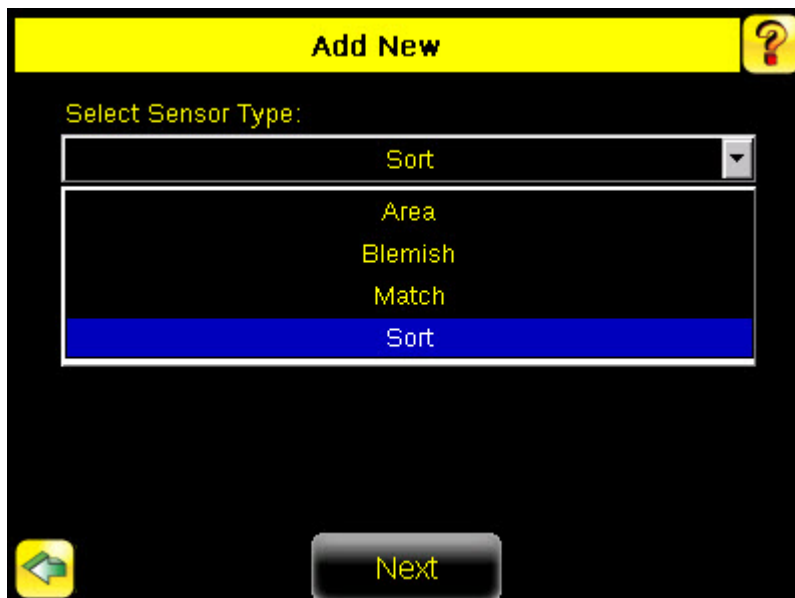 Add New
?
Select Sensor Type:
Sort
Area
Blemish
Match
Sort
Next